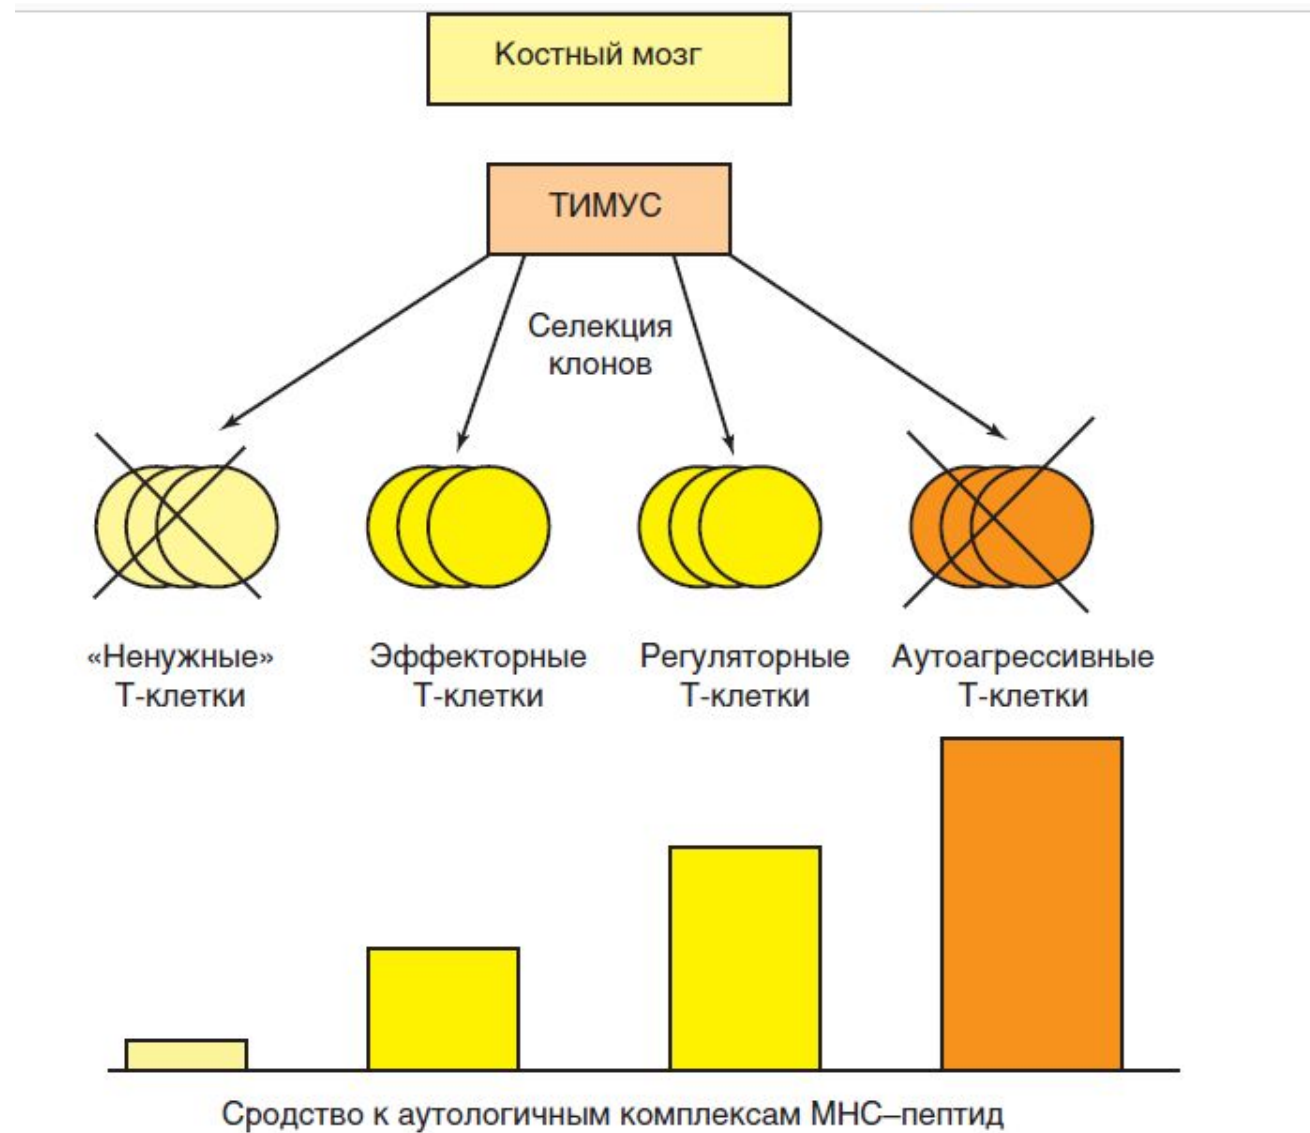 Костный мозг
ТИМУС
Селекция
клонов
«Ненужные»
Т-клетки
Эффекторные
Т-клетки
Регуляторные
Т-клетки
Аутоагрессивные
Т-клетки
Сродство к аутологичным комплексам МНС–пептид